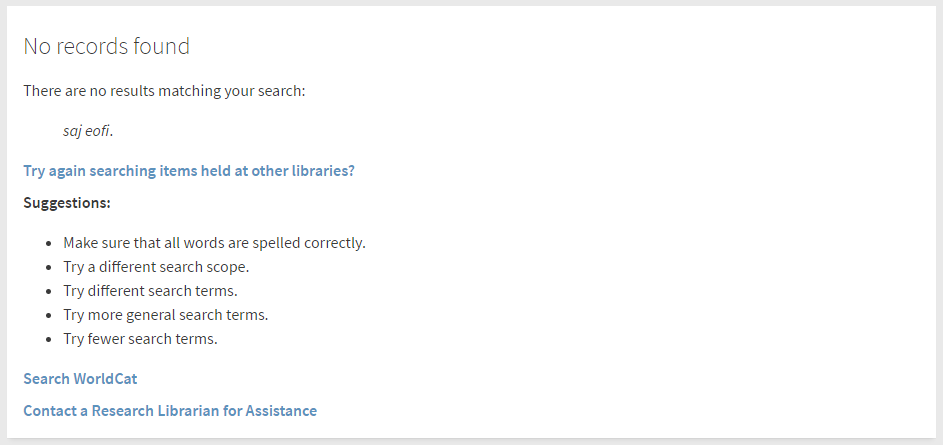 No records found
There are no results matching your search:
saj eofi.
Try again searching items held at other libraries?
Suggestions:
Make sure that all words are spelled correctly.
Try a different search scope.
Try different search terms.
Try more general search terms.
Try fewer search terms.
Search WorldCat
Contact a Research Librarian for Assistance